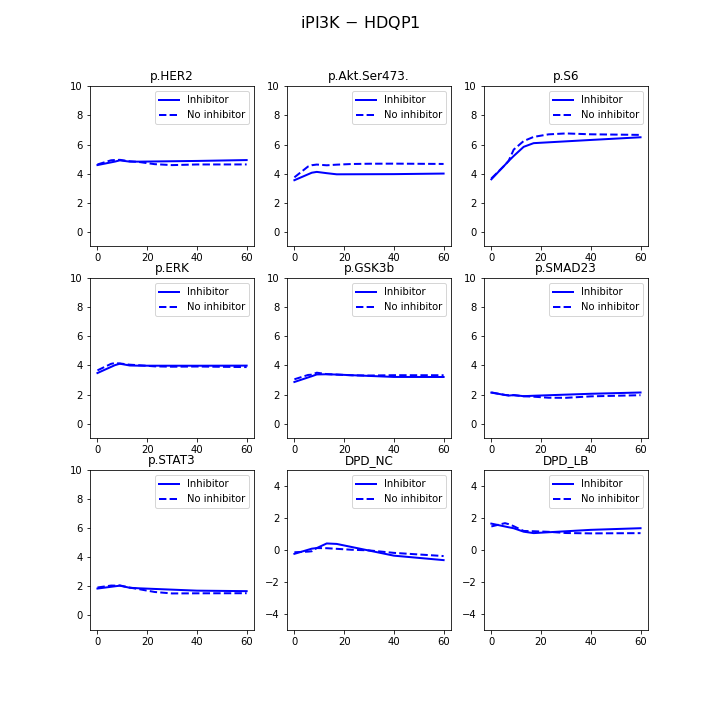 iPI3K − HDQP1
p.HER2 p.Akt.Ser473. p.S6
10 8 6 4 2 0
Inhibitor
No inhibitor
0 20 40 60
10 8 6 4 2 0
Inhibitor
No inhibitor
0 20 40 60
10 8 6 4 2 0
Inhibitor
No inhibitor
0 20 40 60
p.ERK p.GSK3b p.SMAD23
10 8 6 4 2 0
Inhibitor
No inhibitor
0 20 40 60
10 8 6 4 2 0
Inhibitor
No inhibitor
0 20 40 60
10 8 6 4 2 0
Inhibitor
No inhibitor
0 20 40 60
p.STAT3 DPD_NC DPD_LB
10 8 6 4 2 0
Inhibitor
No inhibitor
0 20 40 60
4 2 0 −2 −4
Inhibitor
No inhibitor
0 20 40 60
4 2 0 −2 −4
Inhibitor
No inhibitor
0 20 40 60